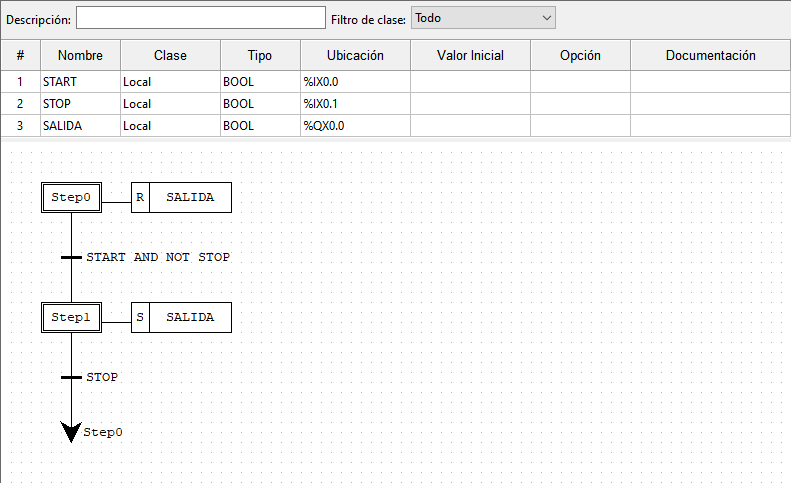 Descripción: Filtro de clase: Todo
# Nombre Clase Tipo Ubicación Valor Inicial Opción Documentación
1 START Local BOOL %IX0.0
2 STOP Local BOOL %IX0.1
3 SALIDA Local BOOL %QX0.0
Step0 R SALIDA
START AND NOT STOP
Step1 S SALIDA
STOP
Step0